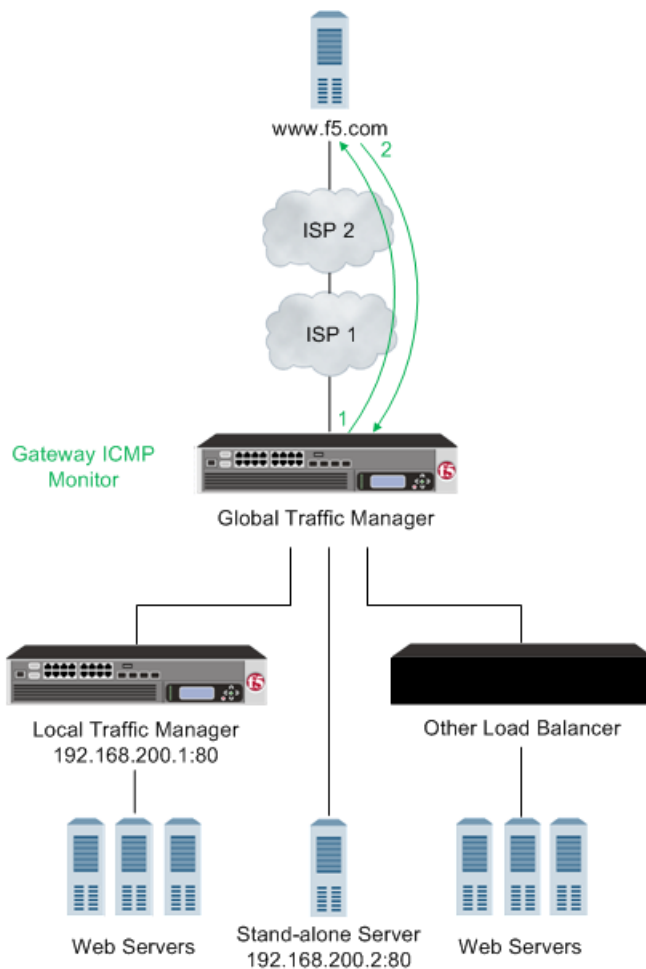 www.f5.com
2
ISP 2
ISP 1
1
Gateway ICMP
Monitor
f5
Global Traffic Manager
f5
Local Traffic Manager
192.168.200.1:80
Other Load Balancer
Web Servers
Stand-alone Server
192.168.200.2:80
Web Servers